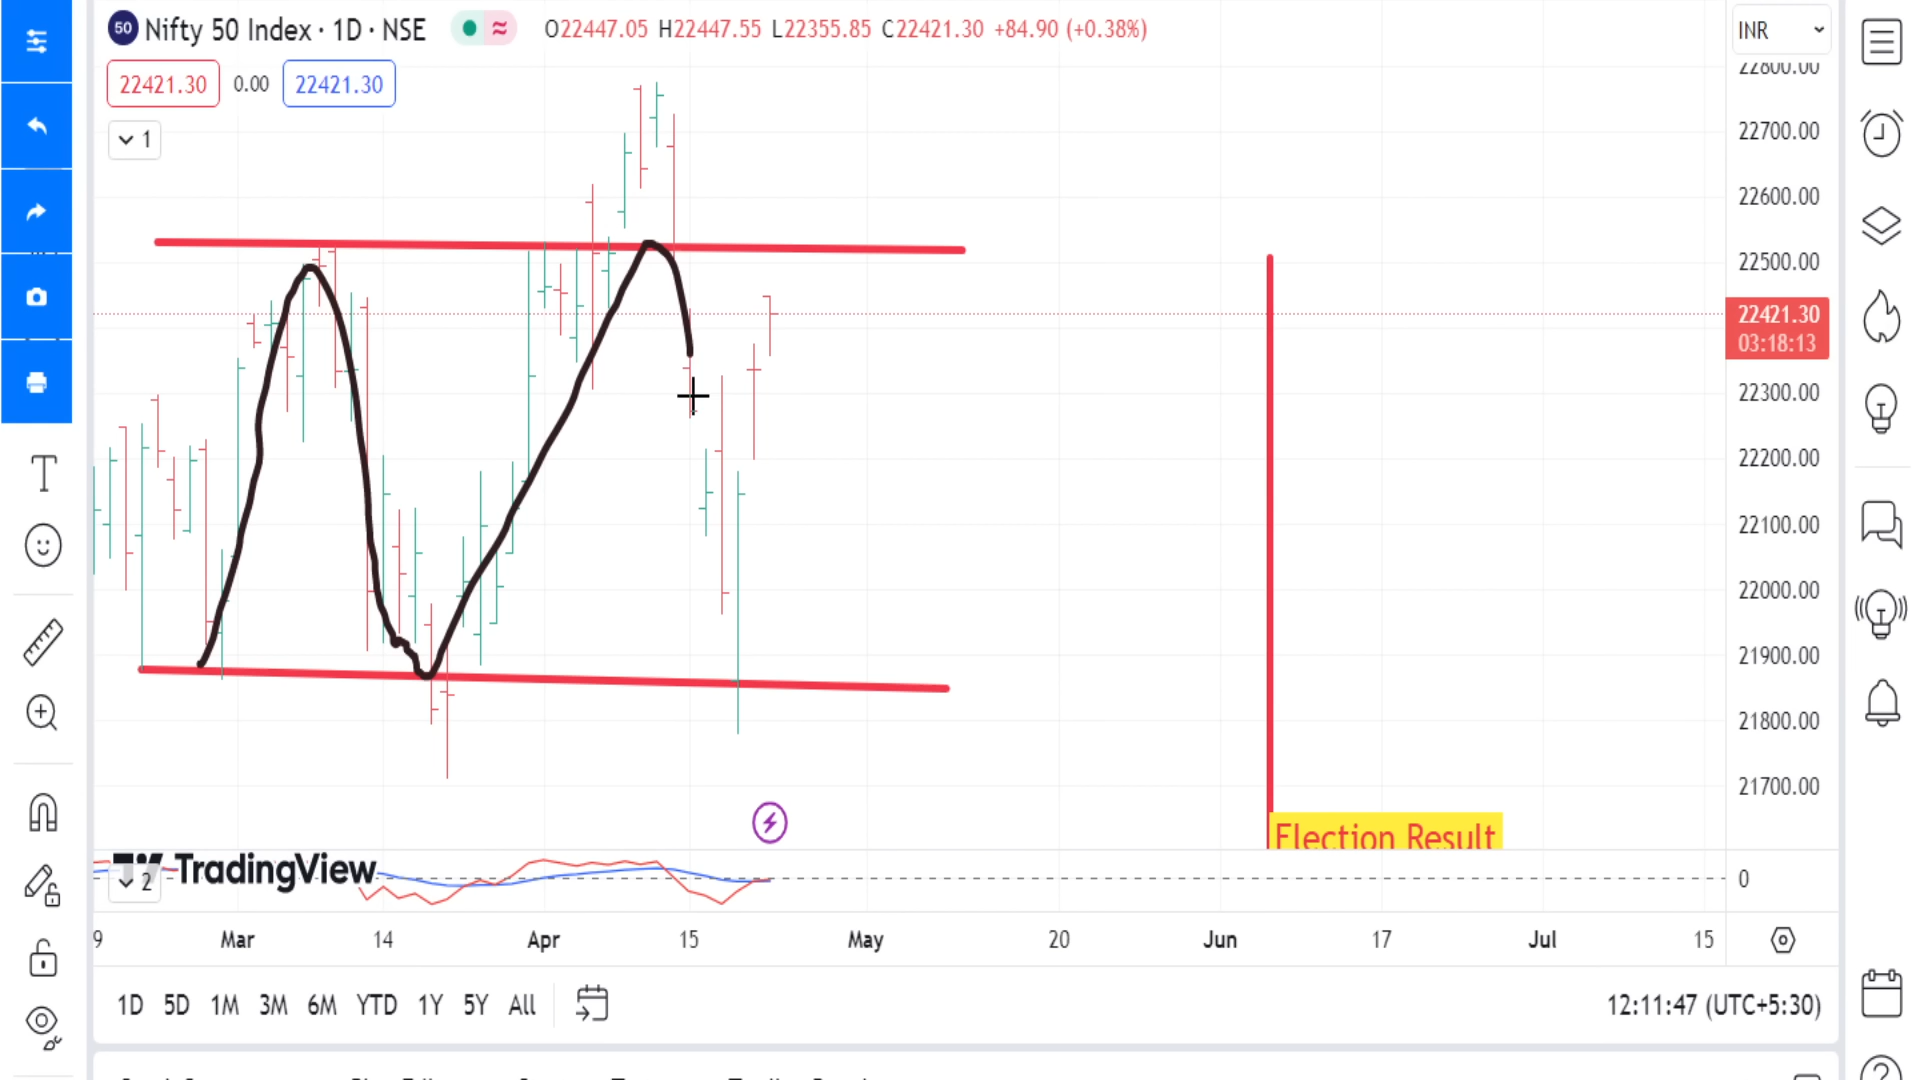 50 Nifty 50 Index · 1D · NSE O22447.05 H22447.55 L22355.85 C22421.30 +84.90 (+0.38%)
INR
22421.30 0.00 22421.30
1
22800.00
22700.00
22600.00
22500.00
22421.30
03:18:13
22300.00
22200.00
22100.00
22000.00
21900.00
21800.00
21700.00
Election Result
TradingView
2
0
9 Mar 14 Apr 15 May 20 Jun 17 Jul 15
1D 5D 1M 3M 6M YTD 1Y 5Y All 12:11:47 (UTC+5:30)